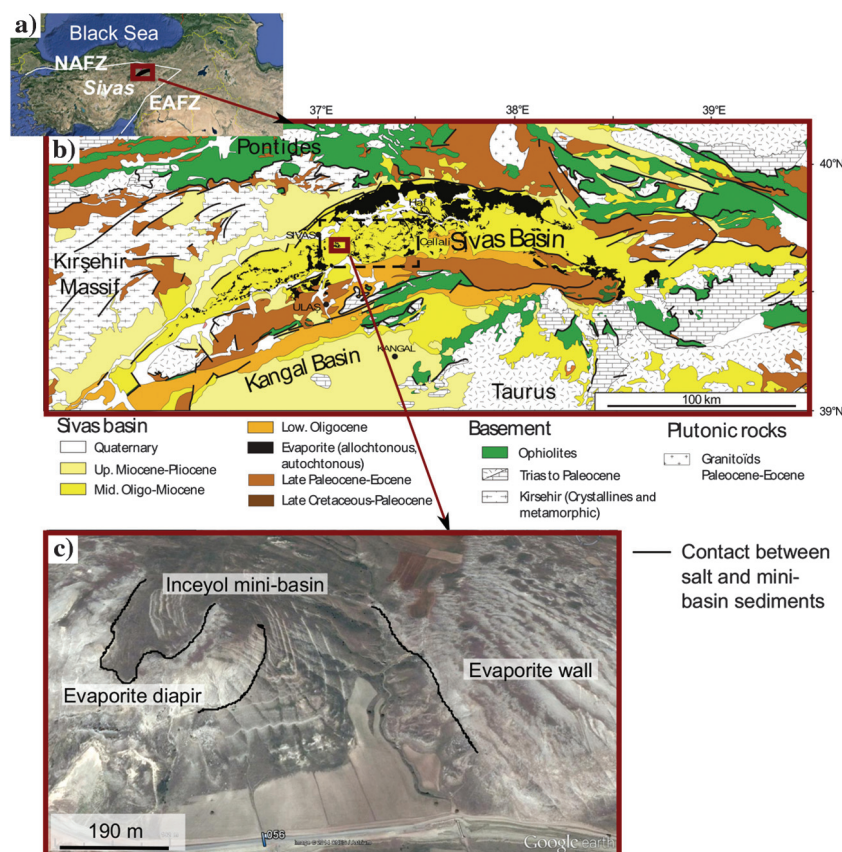 a)
Black Sea
NAFZ
Sivas
EAFZ
37°E
38°E
39°E
b)
Pontides
40°N
SIVAS
Celalli
Sivas Basin
Kırşehir
Massif
ULAŞ
KANGAL
Kangal Basin
Taurus
100 km
39°N
Sivas basin
Quaternary
Up. Miocene-Pliocene
Mid. Oligo-Miocene
Low. Oligocene
Evaporite (allochtonous,
autochtonous)
Late Paleocene-Eocene
Late Cretaceous-Paleocene
Basement
Ophiolites
Trias to Paleocene
Kirsehir (Crystallines and
metamorphic)
Plutonic rocks
Granitoïds
Paleocene-Eocene
c)
Inceyol mini-basin
Evaporite diapir
Evaporite wall
190 m
Google earth
Contact between
salt and mini-
basin sediments